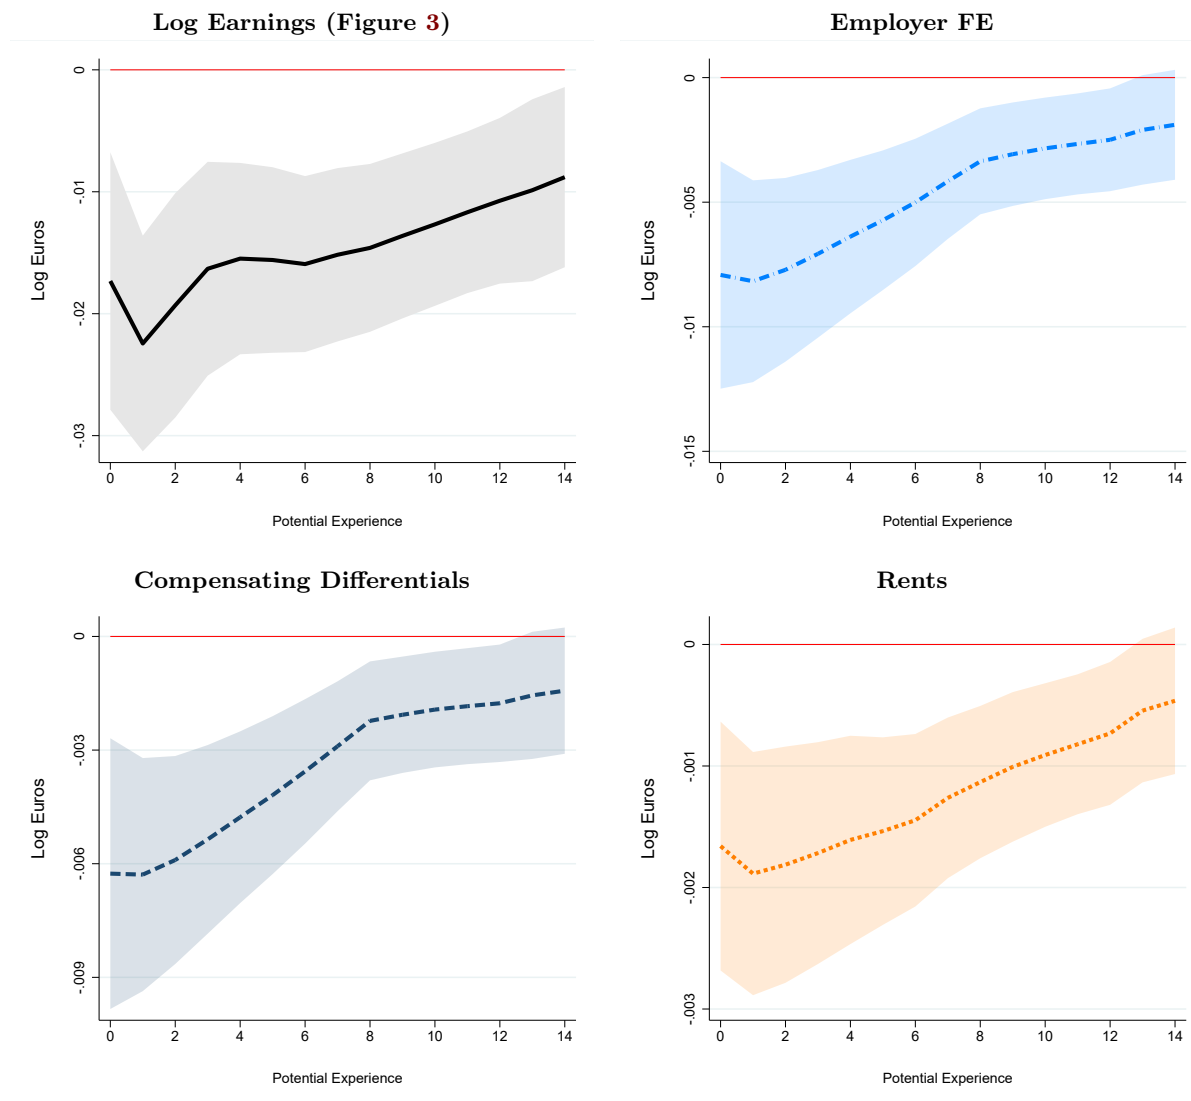 Log Earnings (Figure 3)
Log Euros
0
-.01
-.02
-.03
0 2 4 6 8 10 12 14
Potential Experience
Employer FE
Log Euros
0
-.005
-.01
-.015
0 2 4 6 8 10 12 14
Potential Experience
Compensating Differentials
Log Euros
0
-.003
-.006
-.009
0 2 4 6 8 10 12 14
Potential Experience
Rents
Log Euros
0
-.001
-.002
-.003
0 2 4 6 8 10 12 14
Potential Experience